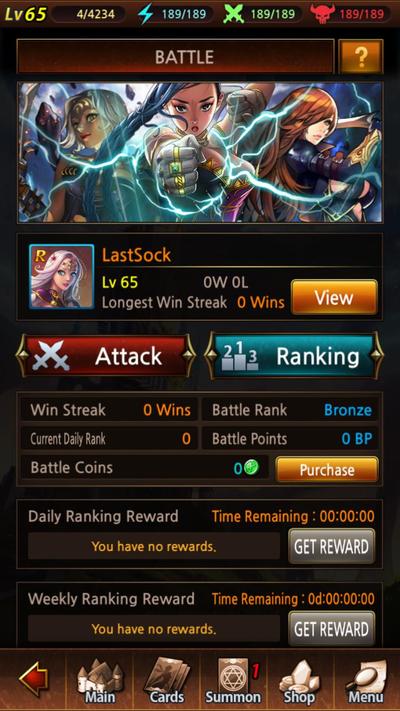 Lv65 4/4234 189/189 189/189 189/189
BATTLE ?
R
LastSock
Lv 65 0W 0L
Longest Win Streak 0 Wins View
Attack 213 Ranking
Win Streak 0 Wins Battle Rank Bronze
Current Daily Rank 0 Battle Points 0 BP
Battle Coins 0 Purchase
Daily Ranking Reward Time Remaining : 00:00:00
You have no rewards. GET REWARD
Weekly Ranking Reward Time Remaining : 0d:00:00:00
You have no rewards. GET REWARD
1
Main Cards Summon Shop Menu